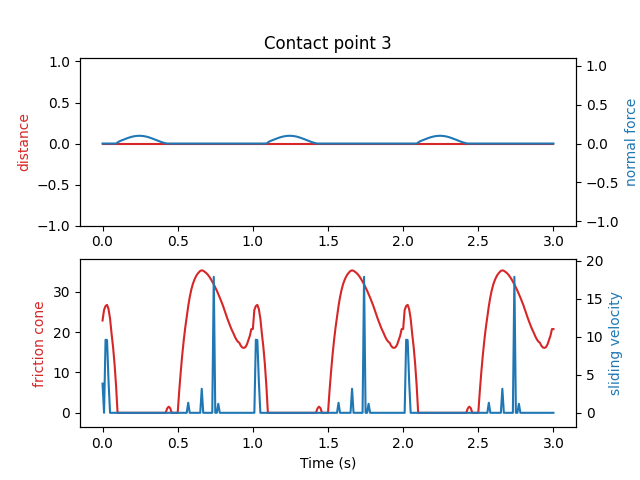 Contact point 3
distance
1.0
0.5
0.0
−0.5
−1.0
1.0
0.5
0.0
−0.5
−1.0
normal force
0.0 0.5 1.0 1.5 2.0 2.5 3.0
friction cone
30
20
10
0
20
15
10
5
0
sliding velocity
0.0 0.5 1.0 1.5 2.0 2.5 3.0
Time (s)